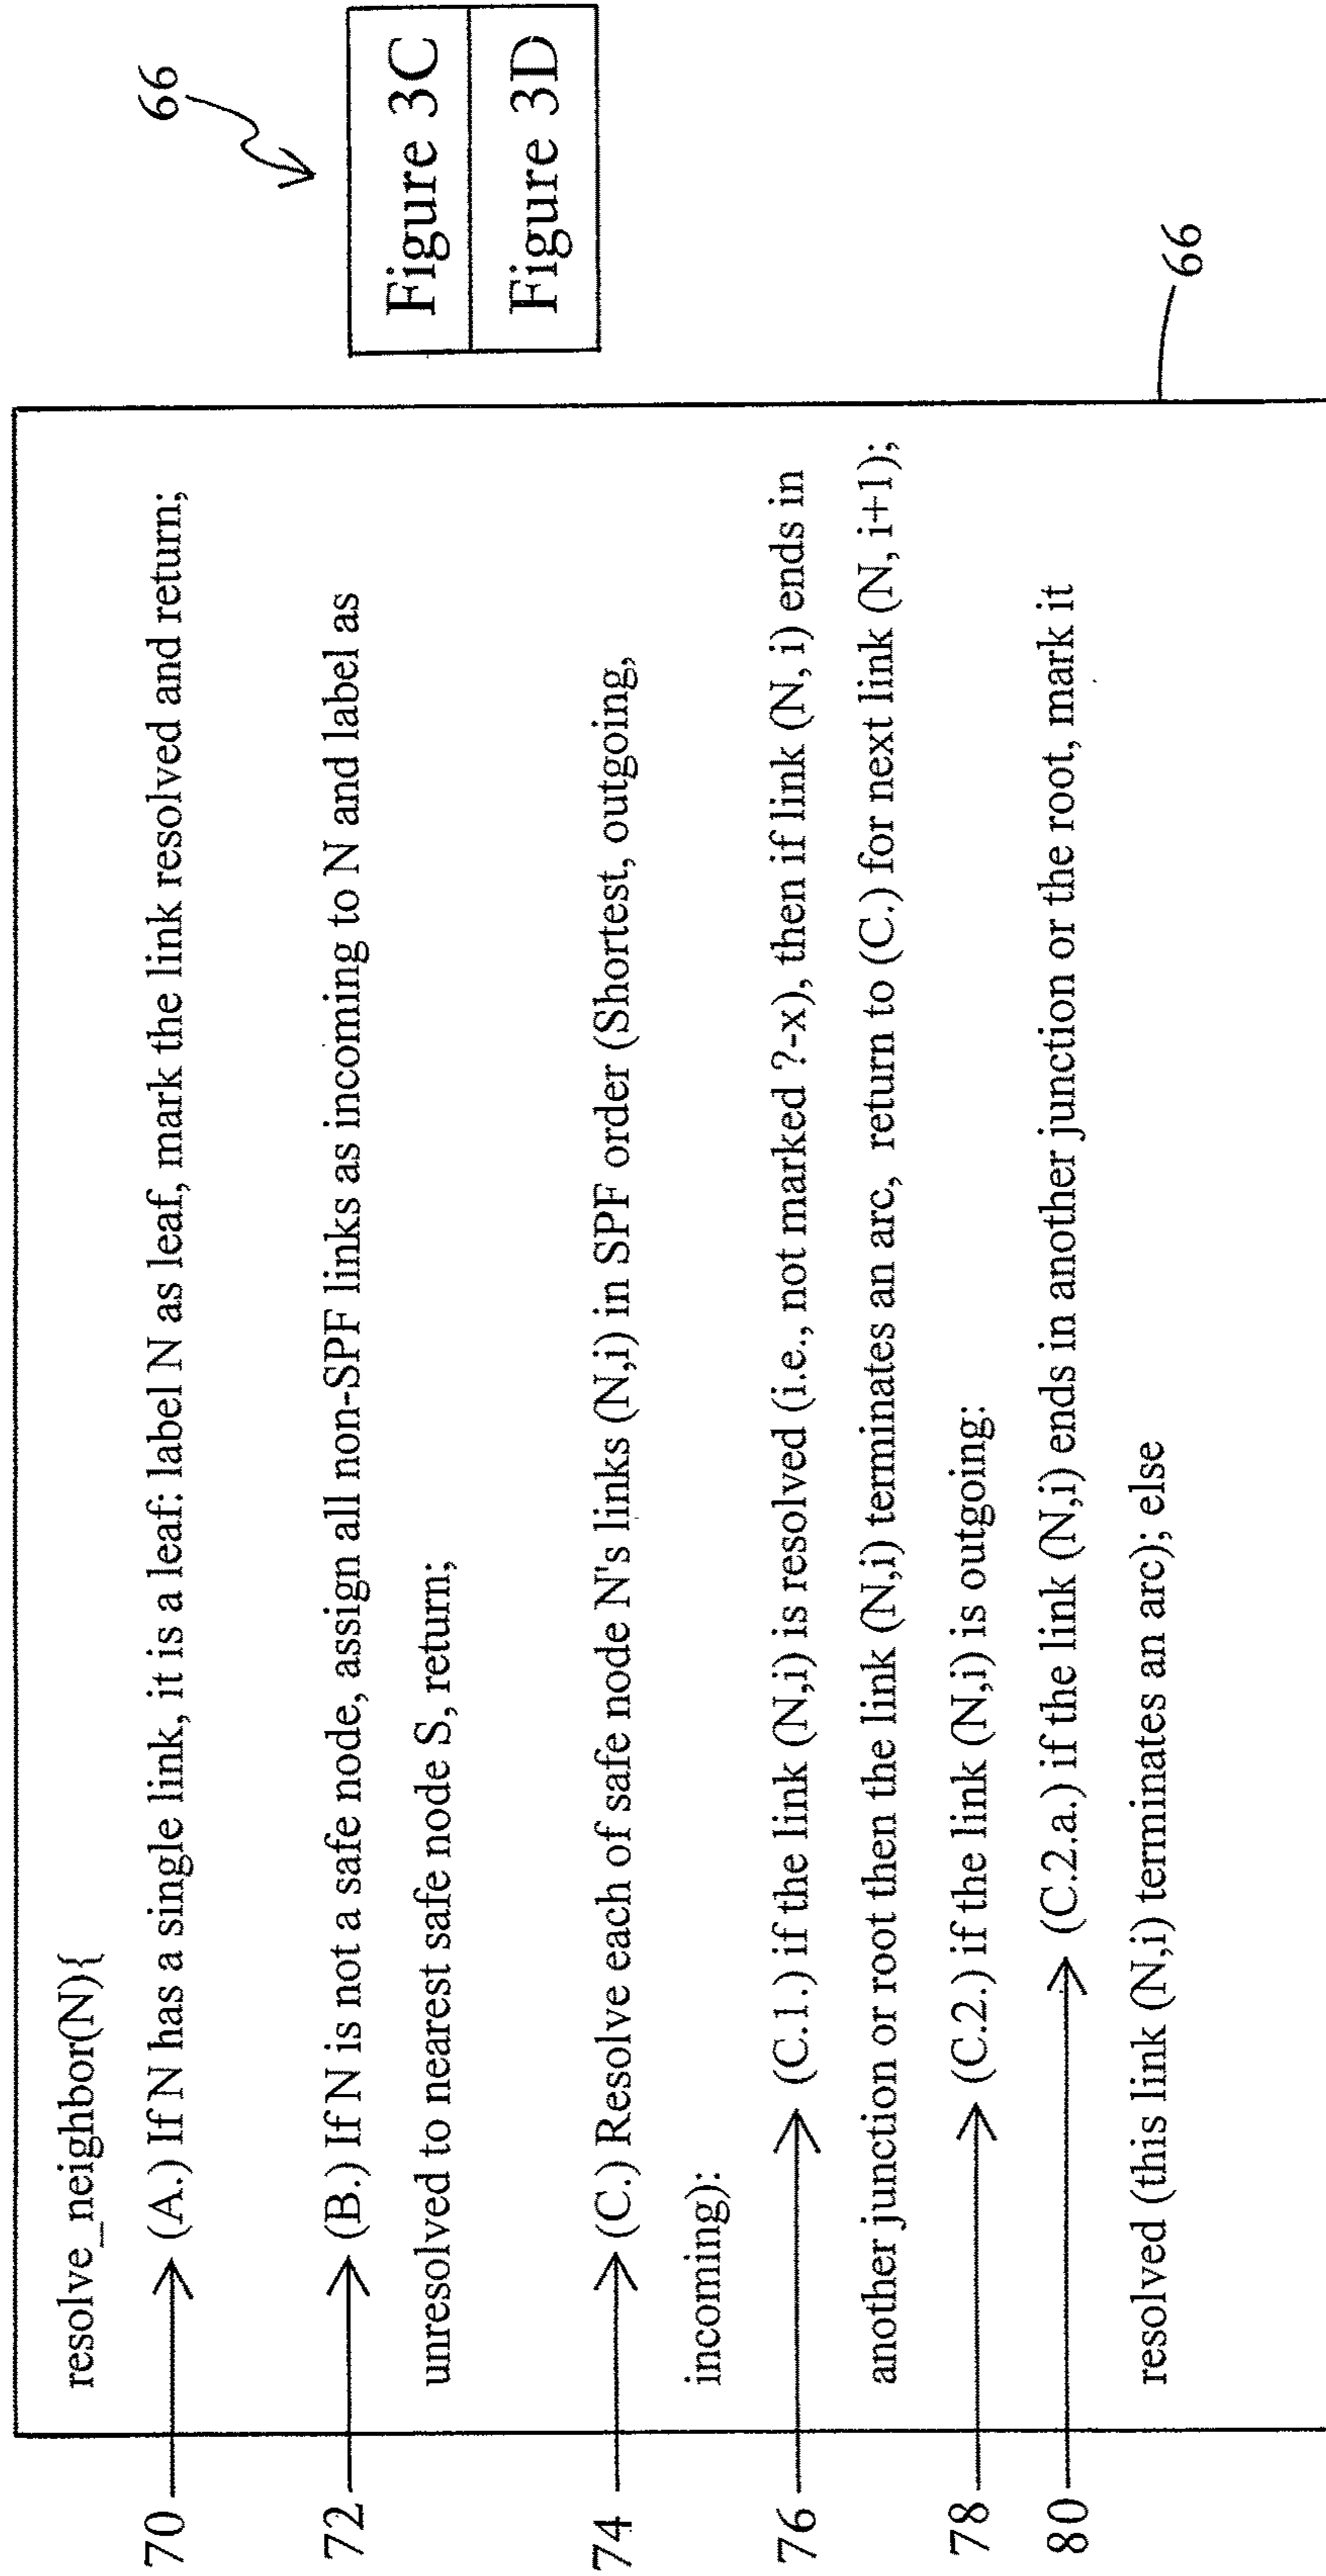 resolve_neighbor(N){
70 (A.) If N has a single link, it is a leaf: label N as leaf, mark the link resolved and return;
72 (B.) If N is not a safe node, assign all non-SPF links as incoming to N and label as
unresolved to nearest safe node S, return;
74 (C.) Resolve each of safe node N's links (N,i) in SPF order (Shortest, outgoing,
incoming):
76 (C.1.) if the link (N,i) is resolved (i.e., not marked ?-x), then if link (N, i) ends in
another junction or root then the link (N,i) terminates an arc, return to (C.) for next link (N, i+1);
78 (C.2.) if the link (N,i) is outgoing:
80 (C.2.a.) if the link (N,i) ends in another junction or the root, mark it
resolved (this link (N,i) terminates an arc); else
66
66
Figure 3C
Figure 3D